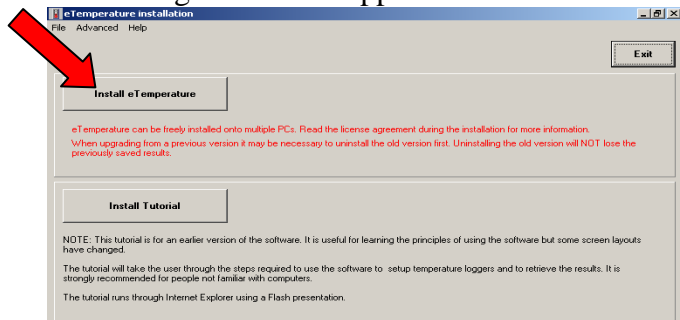 eTemperature installation
File Advanced Help
Exit
Install eTemperature
eTemperature can be freely installed onto multiple PCs. Read the license agreement during the installation for more information.
When upgrading from a previous version it may be necessary to uninstall the old version first. Uninstalling the old version will NOT lose the
previously saved results.
Install Tutorial
NOTE: This tutorial is for an earlier version of the software. It is useful for learning the principles of using the software but some screen layouts
have changed.
The tutorial will take the user through the steps required to use the software to setup temperature loggers and to retrieve the results. It is
strongly recommended for people not familiar with computers.
The tutorial runs through Internet Explorer using a Flash presentation.